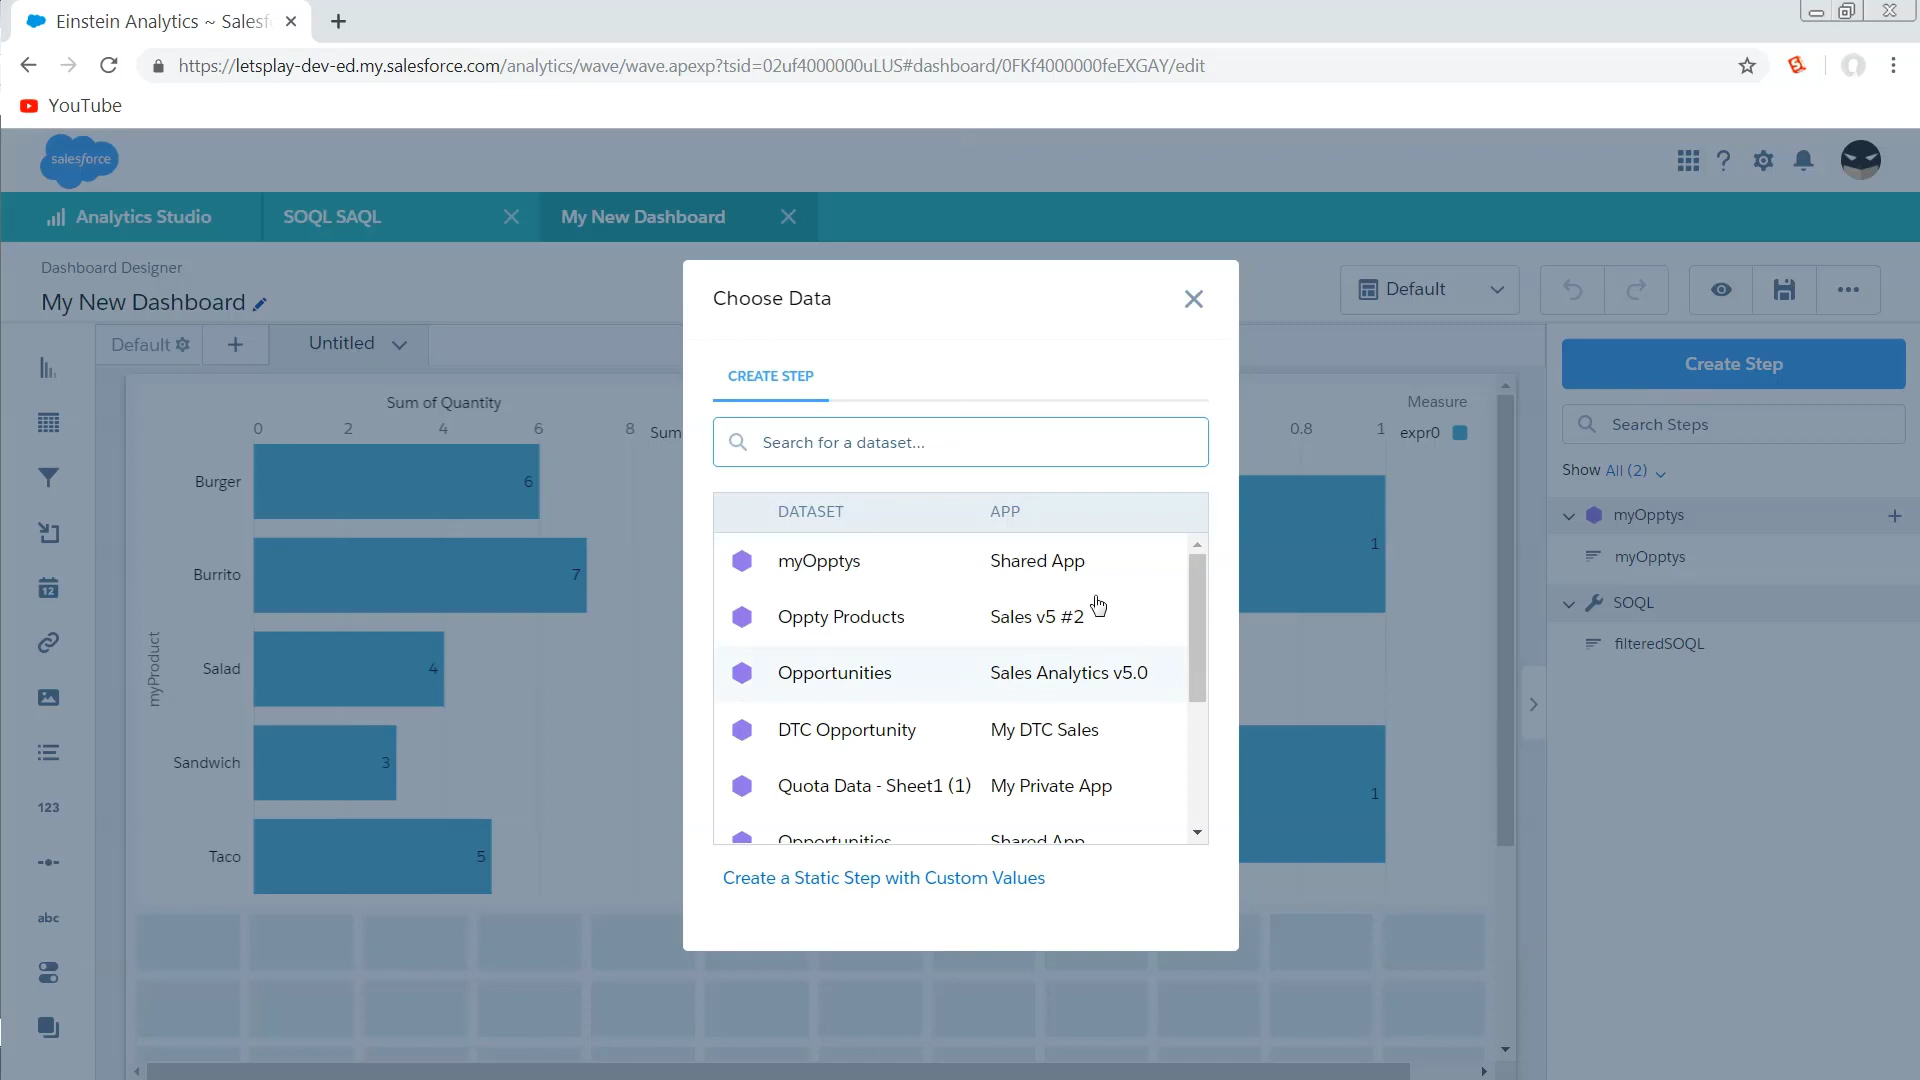 Einstein Analytics ~ Salesf
https://letsplay-dev-ed.my.salesforce.com/analytics/wave/wave.apexp?tsid=02uf4000000uLUS#dashboard/0FKf4000000feEXGAY/edit
YouTube
salesforce
Analytics Studio
SOQL SAQL
My New Dashboard
Dashboard Designer
My New Dashboard
Default
Default
Untitled
Sum of Quantity
0 2 4 6 8
Sum
myProduct
Burger 6
Burrito 7
Salad 4
Sandwich 3
Taco 5
12
123
abc
Choose Data
CREATE STEP
Search for a dataset...
DATASET APP
myOpptys Shared App
Oppty Products Sales v5 #2
Opportunities Sales Analytics v5.0
DTC Opportunity My DTC Sales
Quota Data - Sheet1 (1) My Private App
Opportunities Shared App
Create a Static Step with Custom Values
0.8 1
Measure
expr0
1
1
Create Step
Search Steps
Show All (2)
myOpptys
myOpptys
SOQL
filteredSOQL